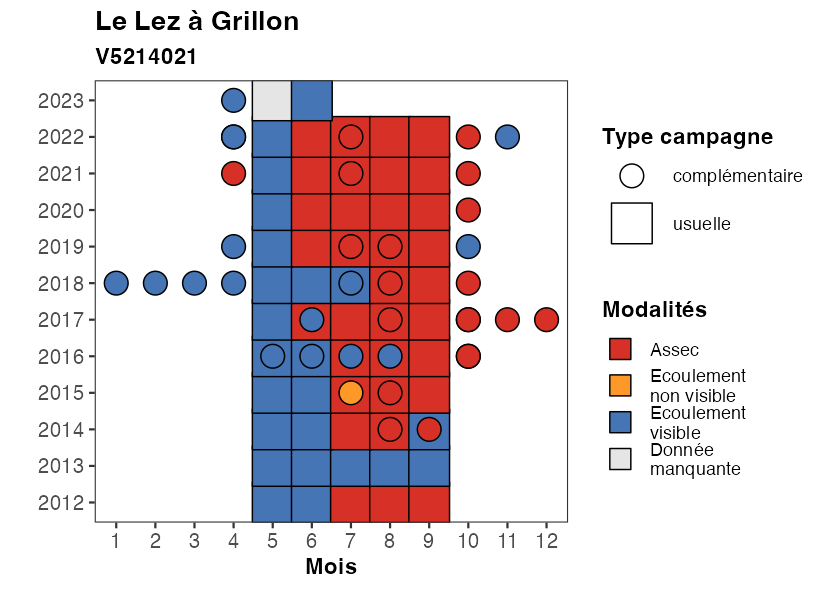 Le Lez à Grillon
V5214021
2023
2022
2021
2020
2019
2018
2017
2016
2015
2014
2013
2012
1 2 3 4 5 6 7 8 9 10 11 12
Mois
Type campagne
complémentaire
usuelle
Modalités
Assec
Ecoulement
non visible
Ecoulement
visible
Donnée
manquante